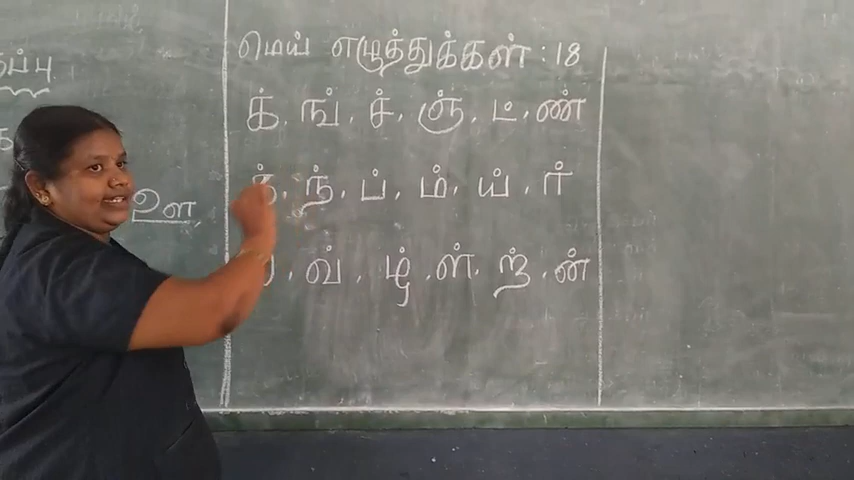 மெய் எழுத்துக்கள் : 18
க், ங், ச், ஞ், ட், ண்
த், ந், ப், ம், ய், ர்
வ், ழ், ள், ற், ன்
ஔ,